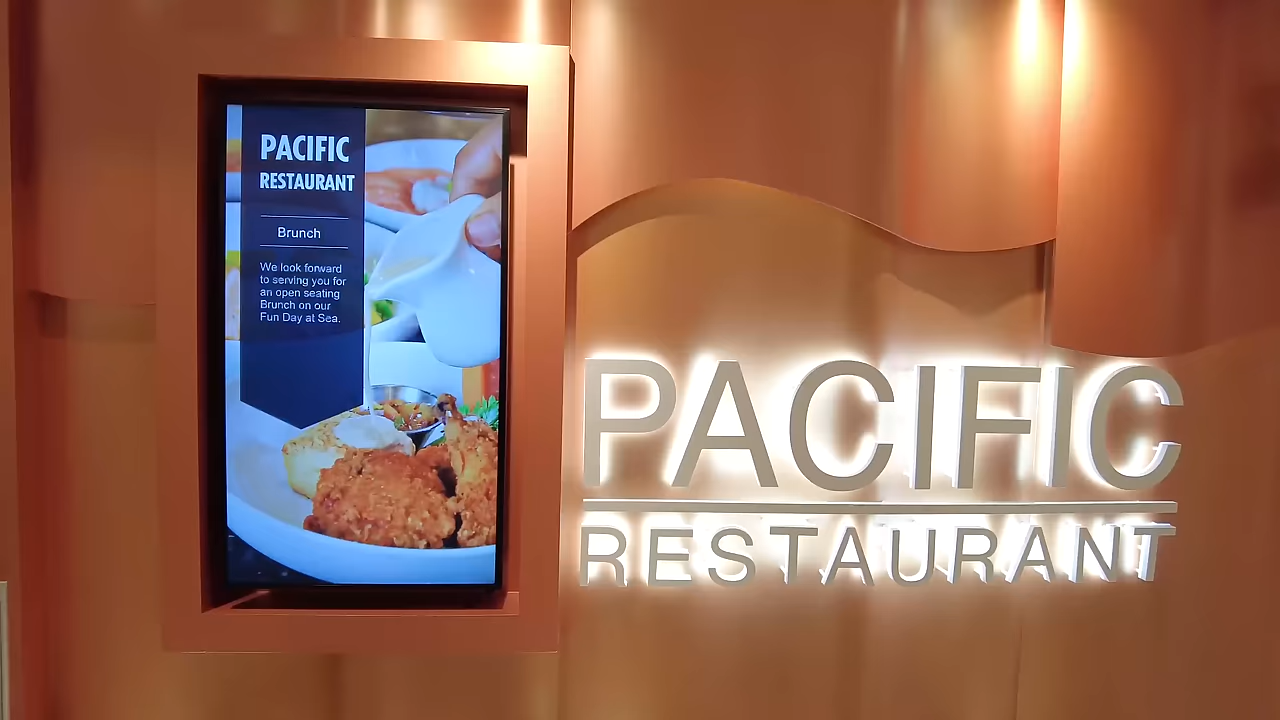 PACIFIC
RESTAURANT
Brunch
We look forward
to serving you for
an open seating
Brunch on our
Fun Day at Sea.
PACIFIC
RESTAURANT